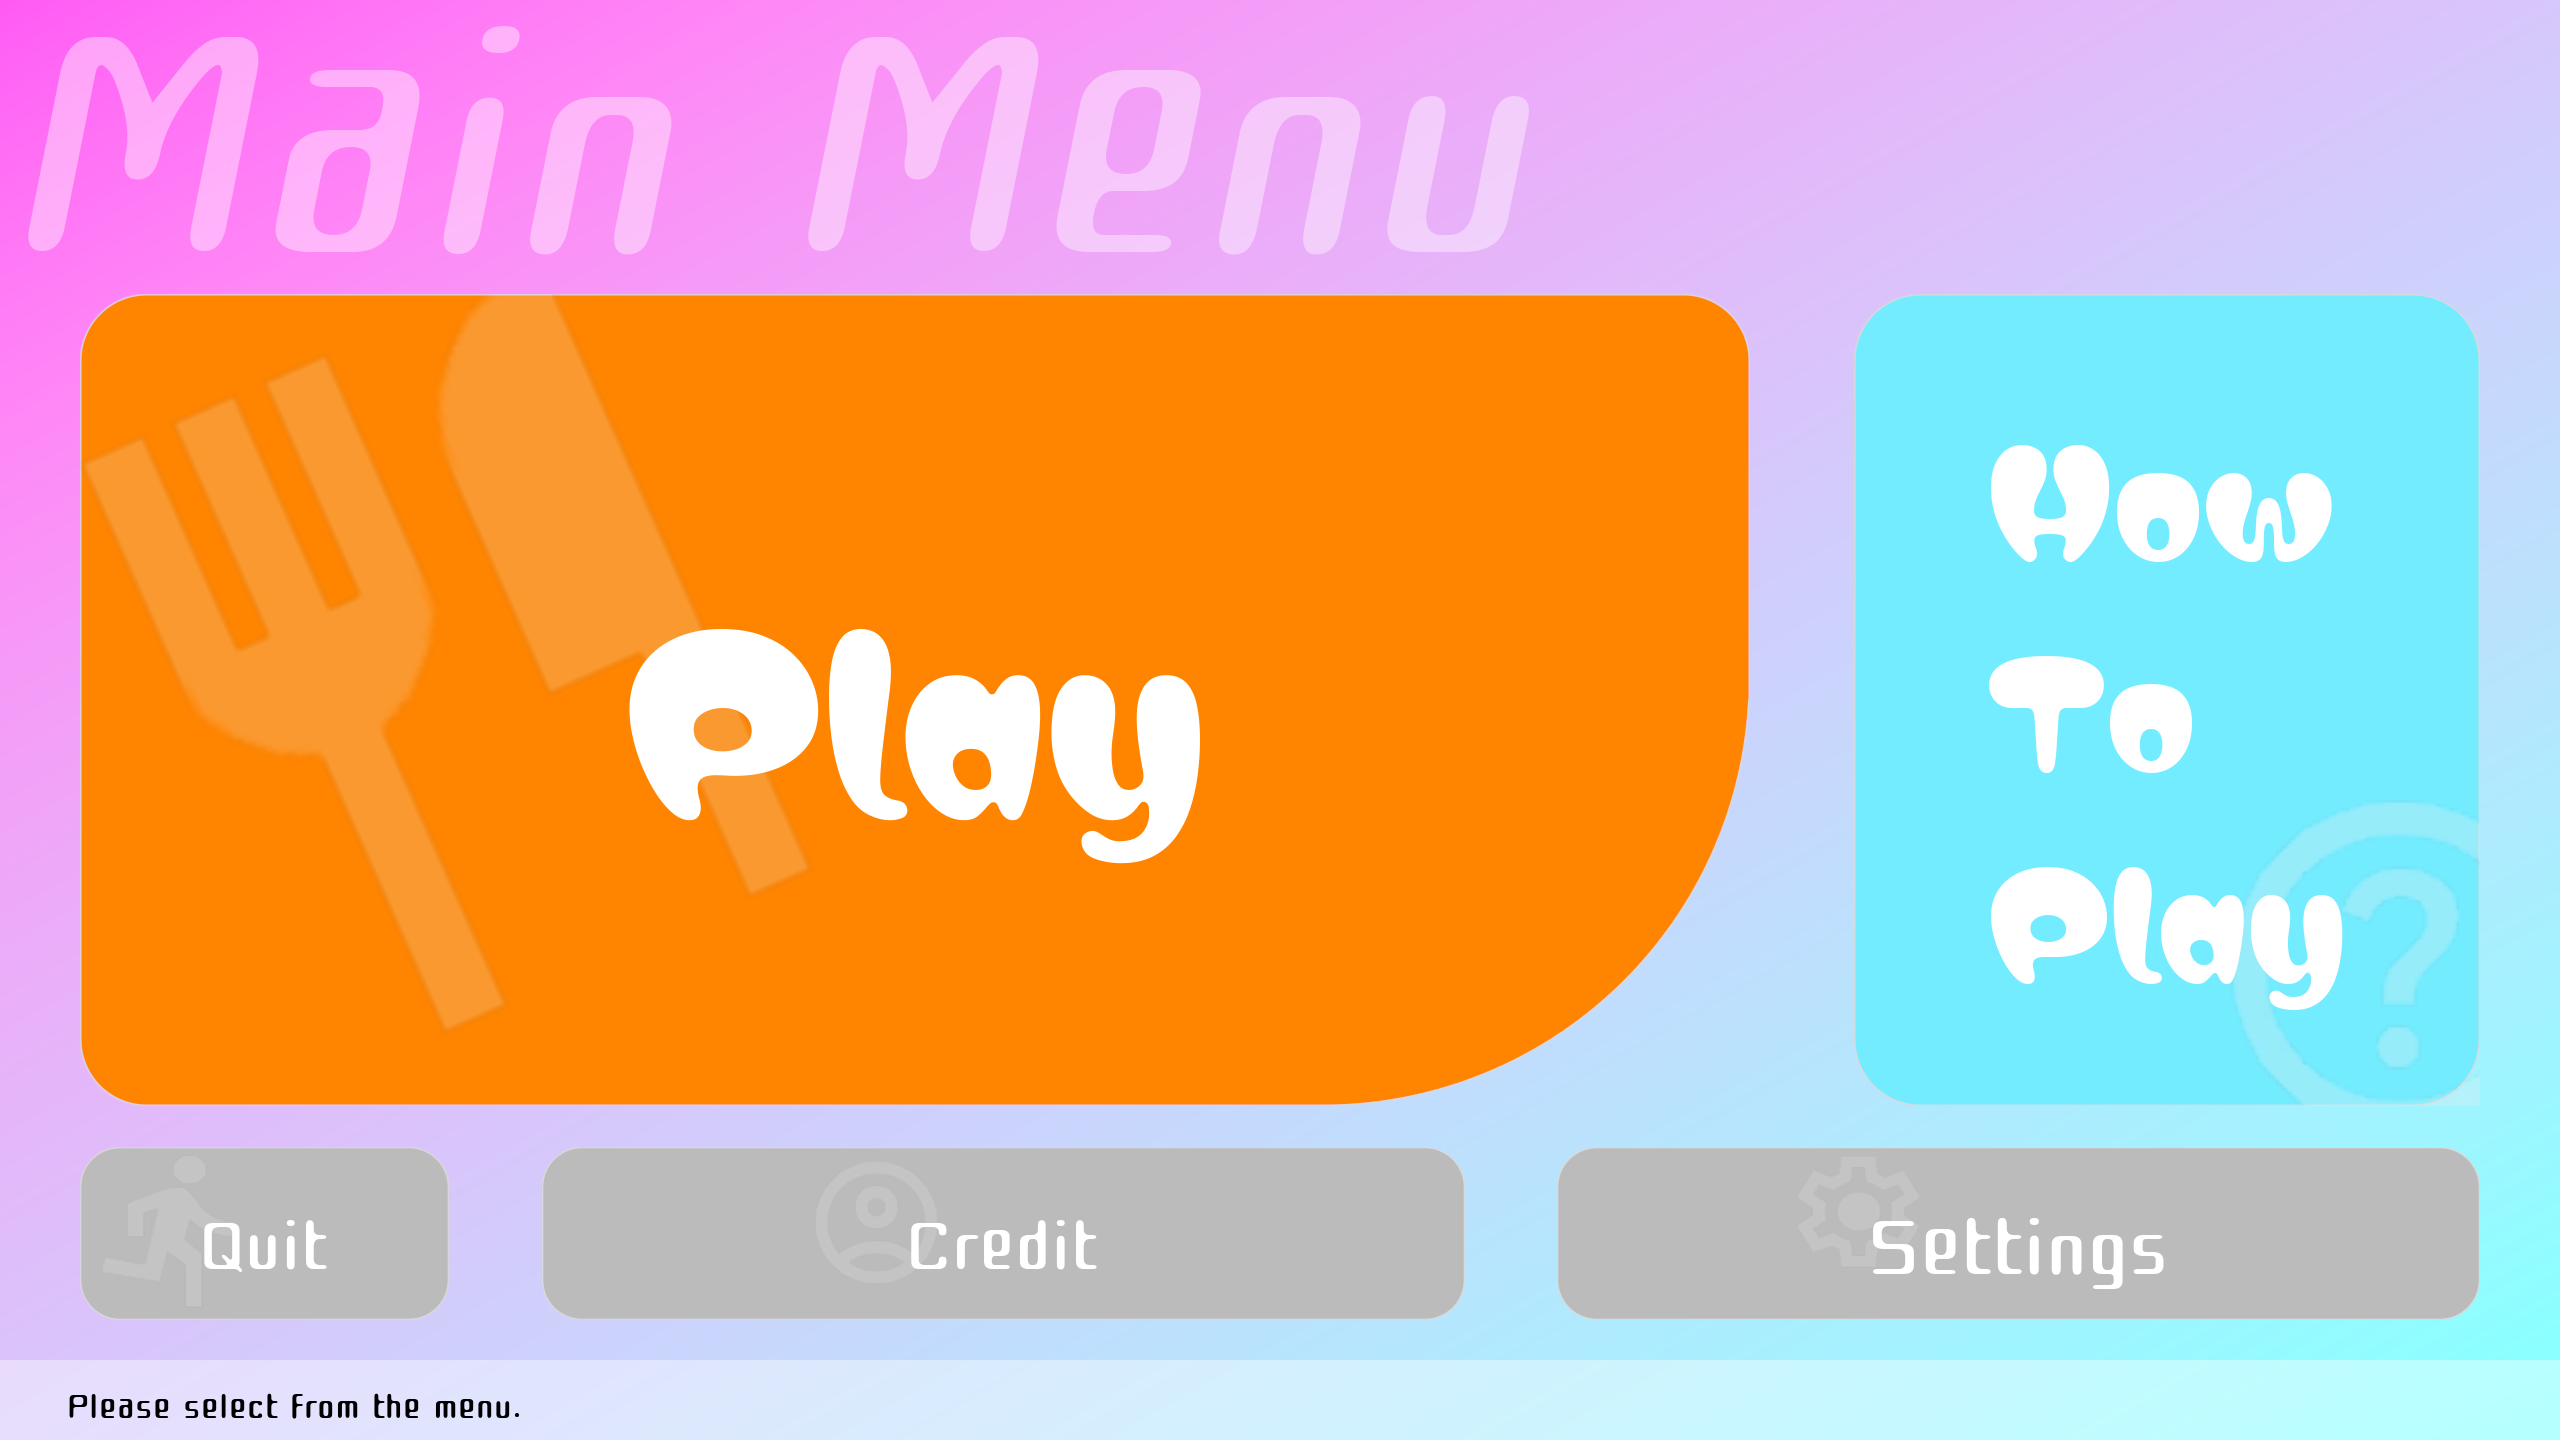 Main Menu
Play
How
To
Play
Quit
Credit
Settings
Please select from the menu.